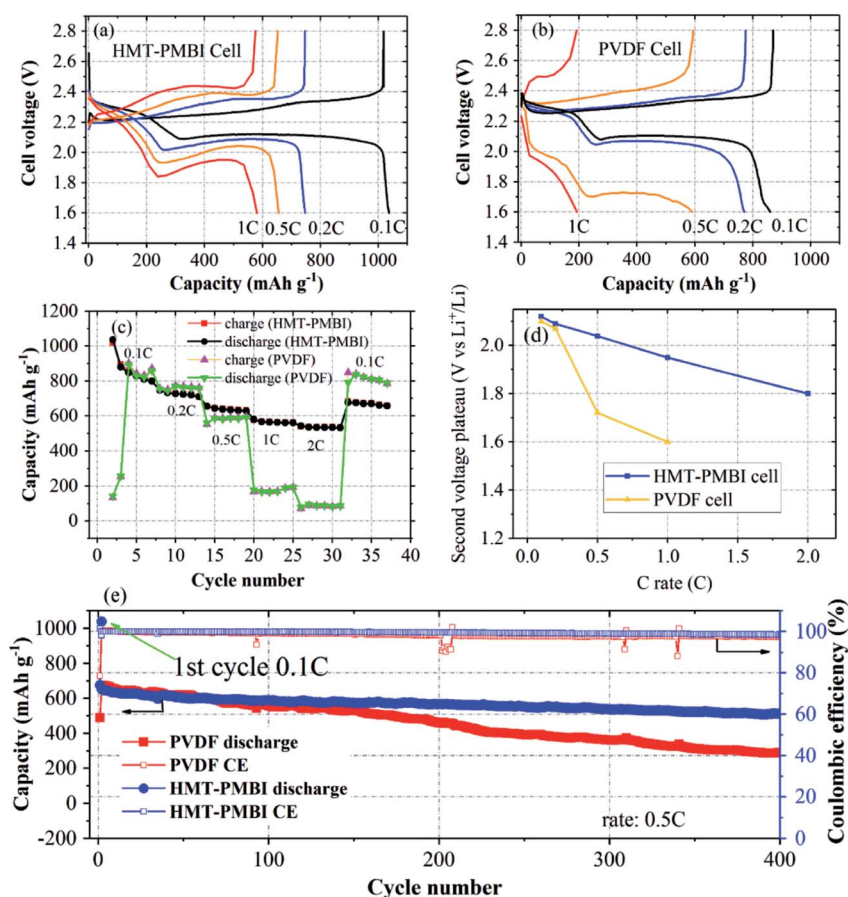 (a)
HMT-PMBI Cell
2.8
2.6
2.4
2.2
2.0
1.8
1.6
1.4
Cell voltage (V)
1C 0.5C 0.2C 0.1C
0 200 400 600 800 1000
Capacity (mAh g-1)
(b)
PVDF Cell
2.8
2.6
2.4
2.2
2.0
1.8
1.6
1.4
Cell voltage (V)
1C 0.5C 0.2C 0.1C
0 200 400 600 800 1000
Capacity (mAh g-1)
(c)
charge (HMT-PMBI)
discharge (HMT-PMBI)
charge (PVDF)
discharge (PVDF)
1200
1000
800
600
400
200
0
Capacity (mAh g-1)
0.1C
0.2C
0.5C
1C
2C
0.1C
0 5 10 15 20 25 30 35 40
Cycle number
(d)
2.0
1.8
1.6
1.4
1.2
Second voltage plateau (V vs Li+/Li)
HMT-PMBI cell
PVDF cell
0.0 0.5 1.0 1.5 2.0
C rate (C)
(e)
1000
800
600
400
200
0
-200
Capacity (mAh g-1)
1st cycle 0.1C
PVDF discharge
PVDF CE
HMT-PMBI discharge
HMT-PMBI CE
rate: 0.5C
100
80
60
40
20
0
Coulombic efficiency (%)
0 100 200 300 400
Cycle number